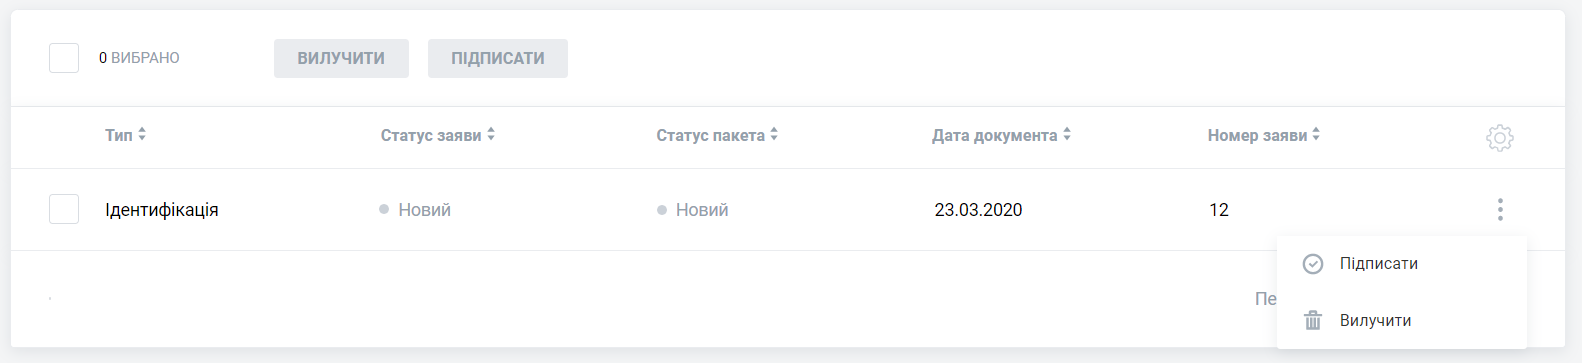 0 ВИБРАНО ВИЛУЧИТИ ПІДПИСАТИ
Тип Статус заяви Статус пакета Дата документа Номер заяви
Ідентифікація Новий Новий 23.03.2020 12
Підписати
Вилучити